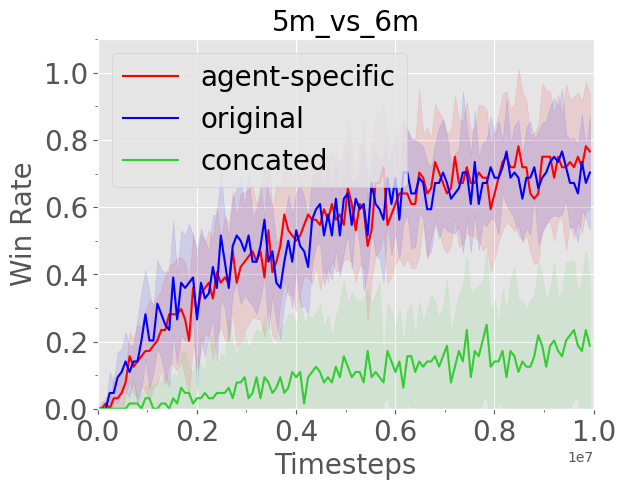 5m_vs_6m
agent-specific
original
concated
Win Rate
1.0
0.8
0.6
0.4
0.2
0.0
0.0 0.2 0.4 0.6 0.8 1.0
1e7
Timesteps